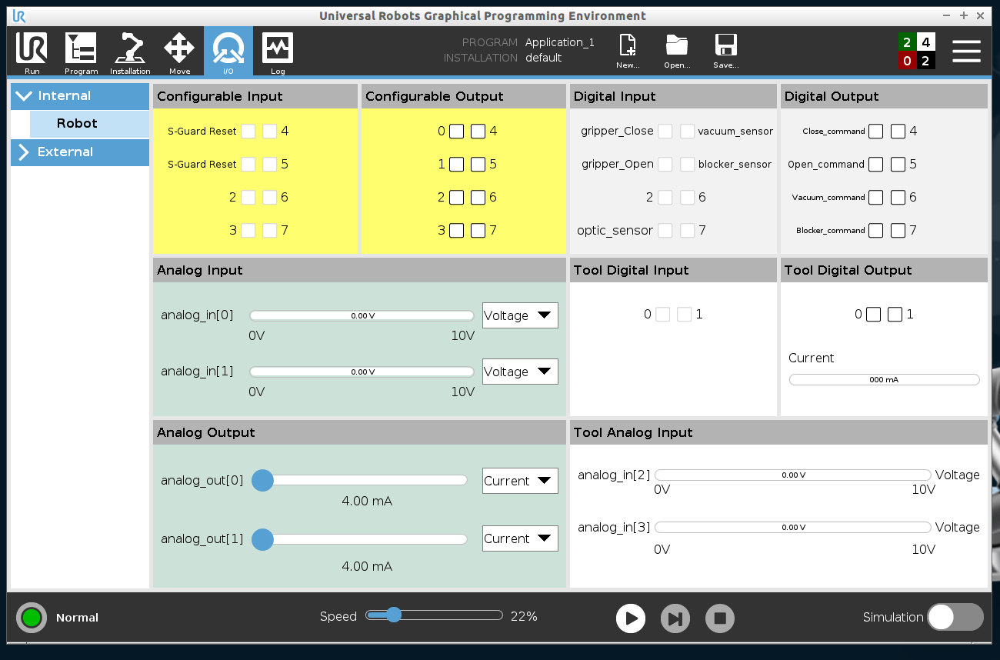 UR Universal Robots Graphical Programming Environment
UR
Run Program Installation Move I/O Log
PROGRAM Application_1
INSTALLATION default
New... Open... Save...
2 4
0 2
Internal
Robot
External
Configurable Input
S-Guard Reset 4
S-Guard Reset 5
2 6
3 7
Configurable Output
0 4
1 5
2 6
3 7
Digital Input
gripper_Close vacuum_sensor
gripper_Open blocker_sensor
2 6
optic_sensor 7
Digital Output
Close_command 4
Open_command 5
Vacuum_command 6
Blocker_command 7
Analog Input
analog_in[0] 0.00 V Voltage
0V 10V
analog_in[1] 0.00 V Voltage
0V 10V
Tool Digital Input
0 1
Tool Digital Output
0 1
Current
000 mA
Analog Output
analog_out[0] Current
4.00 mA
analog_out[1] Current
4.00 mA
Tool Analog Input
analog_in[2] 0.00 V Voltage
0V 10V
analog_in[3] 0.00 V Voltage
0V 10V
Normal Speed 22% Simulation